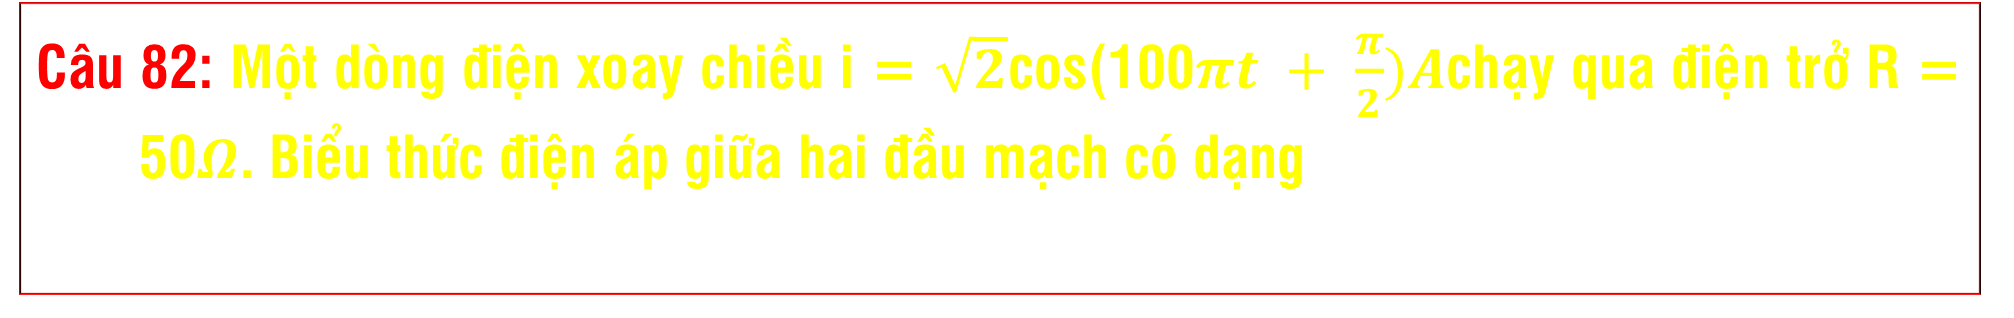 Câu 82: Một dòng điện xoay chiều i = √2cos(100πt + π/2)Achạy qua điện trở R =
50Ω. Biểu thức điện áp giữa hai đầu mạch có dạng